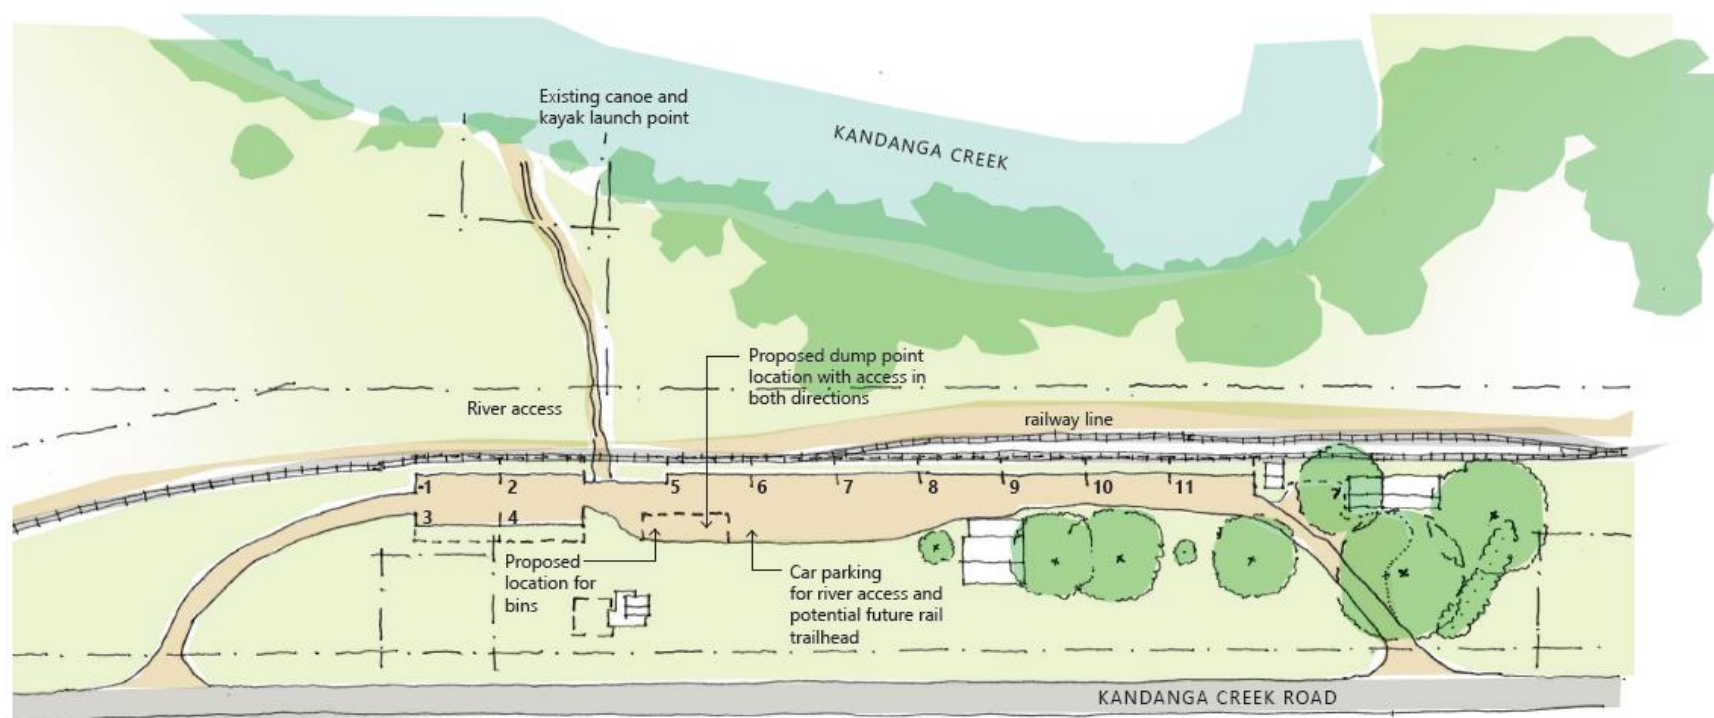 Existing canoe and
kayak launch point
KANDANGA CREEK
Proposed dump point
location with access in
both directions
River access
railway line
1
2
5
6
7
8
9
10
11
3
4
Proposed
location for
bins
Car parking
for river access and
potential future rail
trailhead
KANDANGA CREEK ROAD